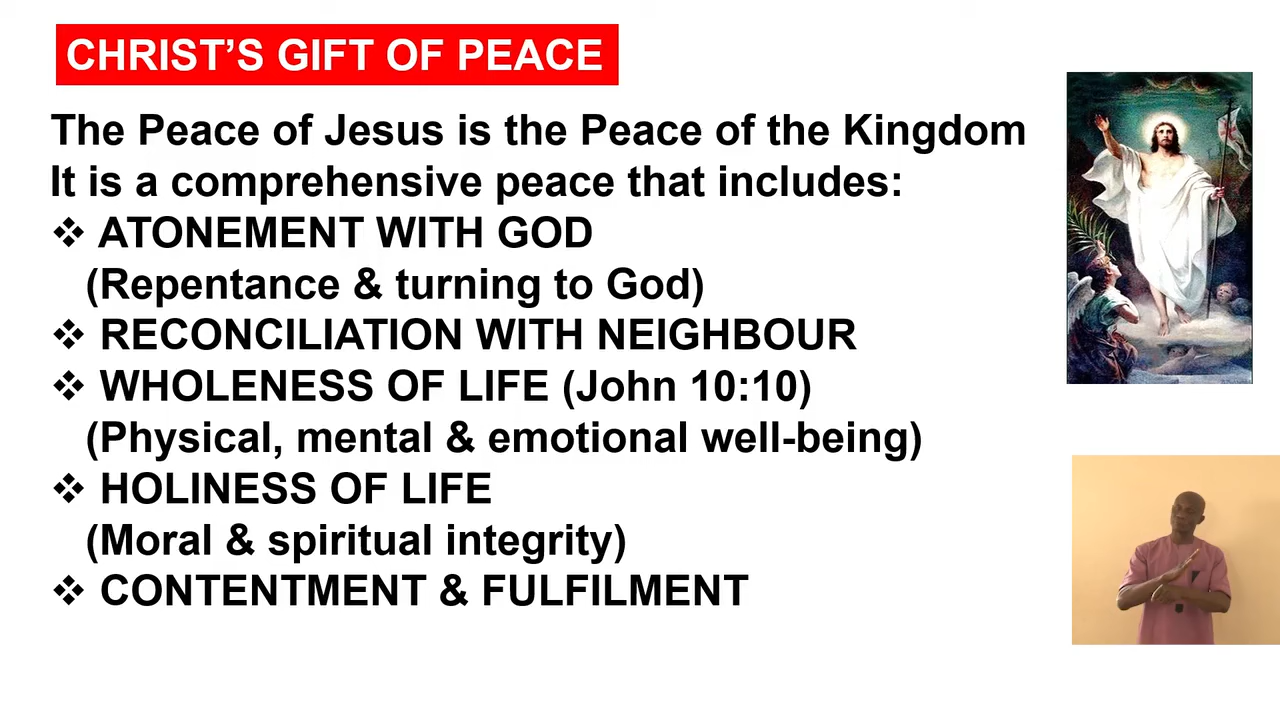 CHRIST’S GIFT OF PEACE
The Peace of Jesus is the Peace of the Kingdom
It is a comprehensive peace that includes:
❖ ATONEMENT WITH GOD
(Repentance & turning to God)
❖ RECONCILIATION WITH NEIGHBOUR
❖ WHOLENESS OF LIFE (John 10:10)
(Physical, mental & emotional well-being)
❖ HOLINESS OF LIFE
(Moral & spiritual integrity)
❖ CONTENTMENT & FULFILMENT